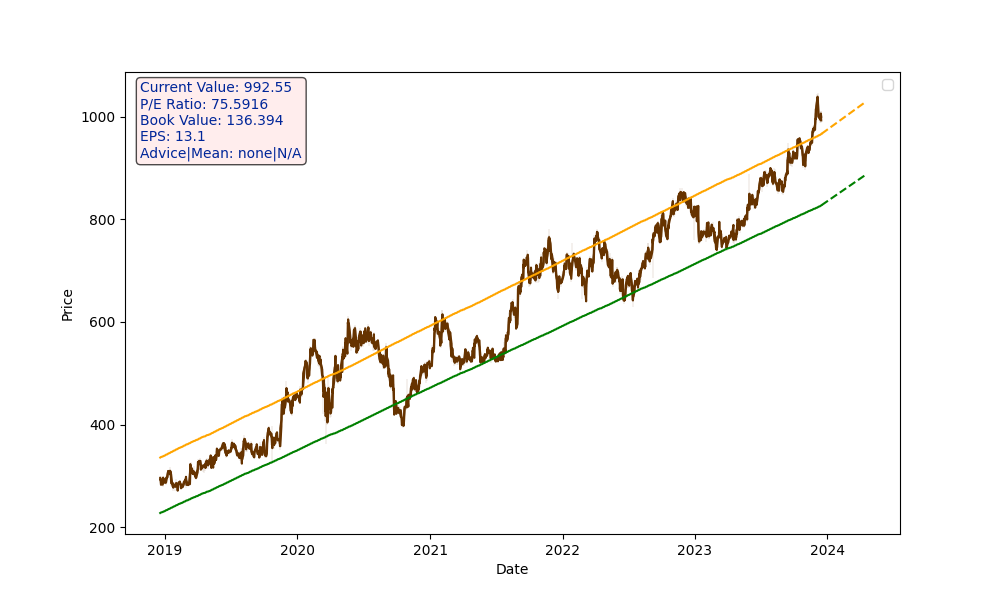 Current Value: 992.55
P/E Ratio: 75.5916
Book Value: 136.394
EPS: 13.1
Advice|Mean: none|N/A
1000
800
600
400
200
Price
2019 2020 2021 2022 2023 2024
Date